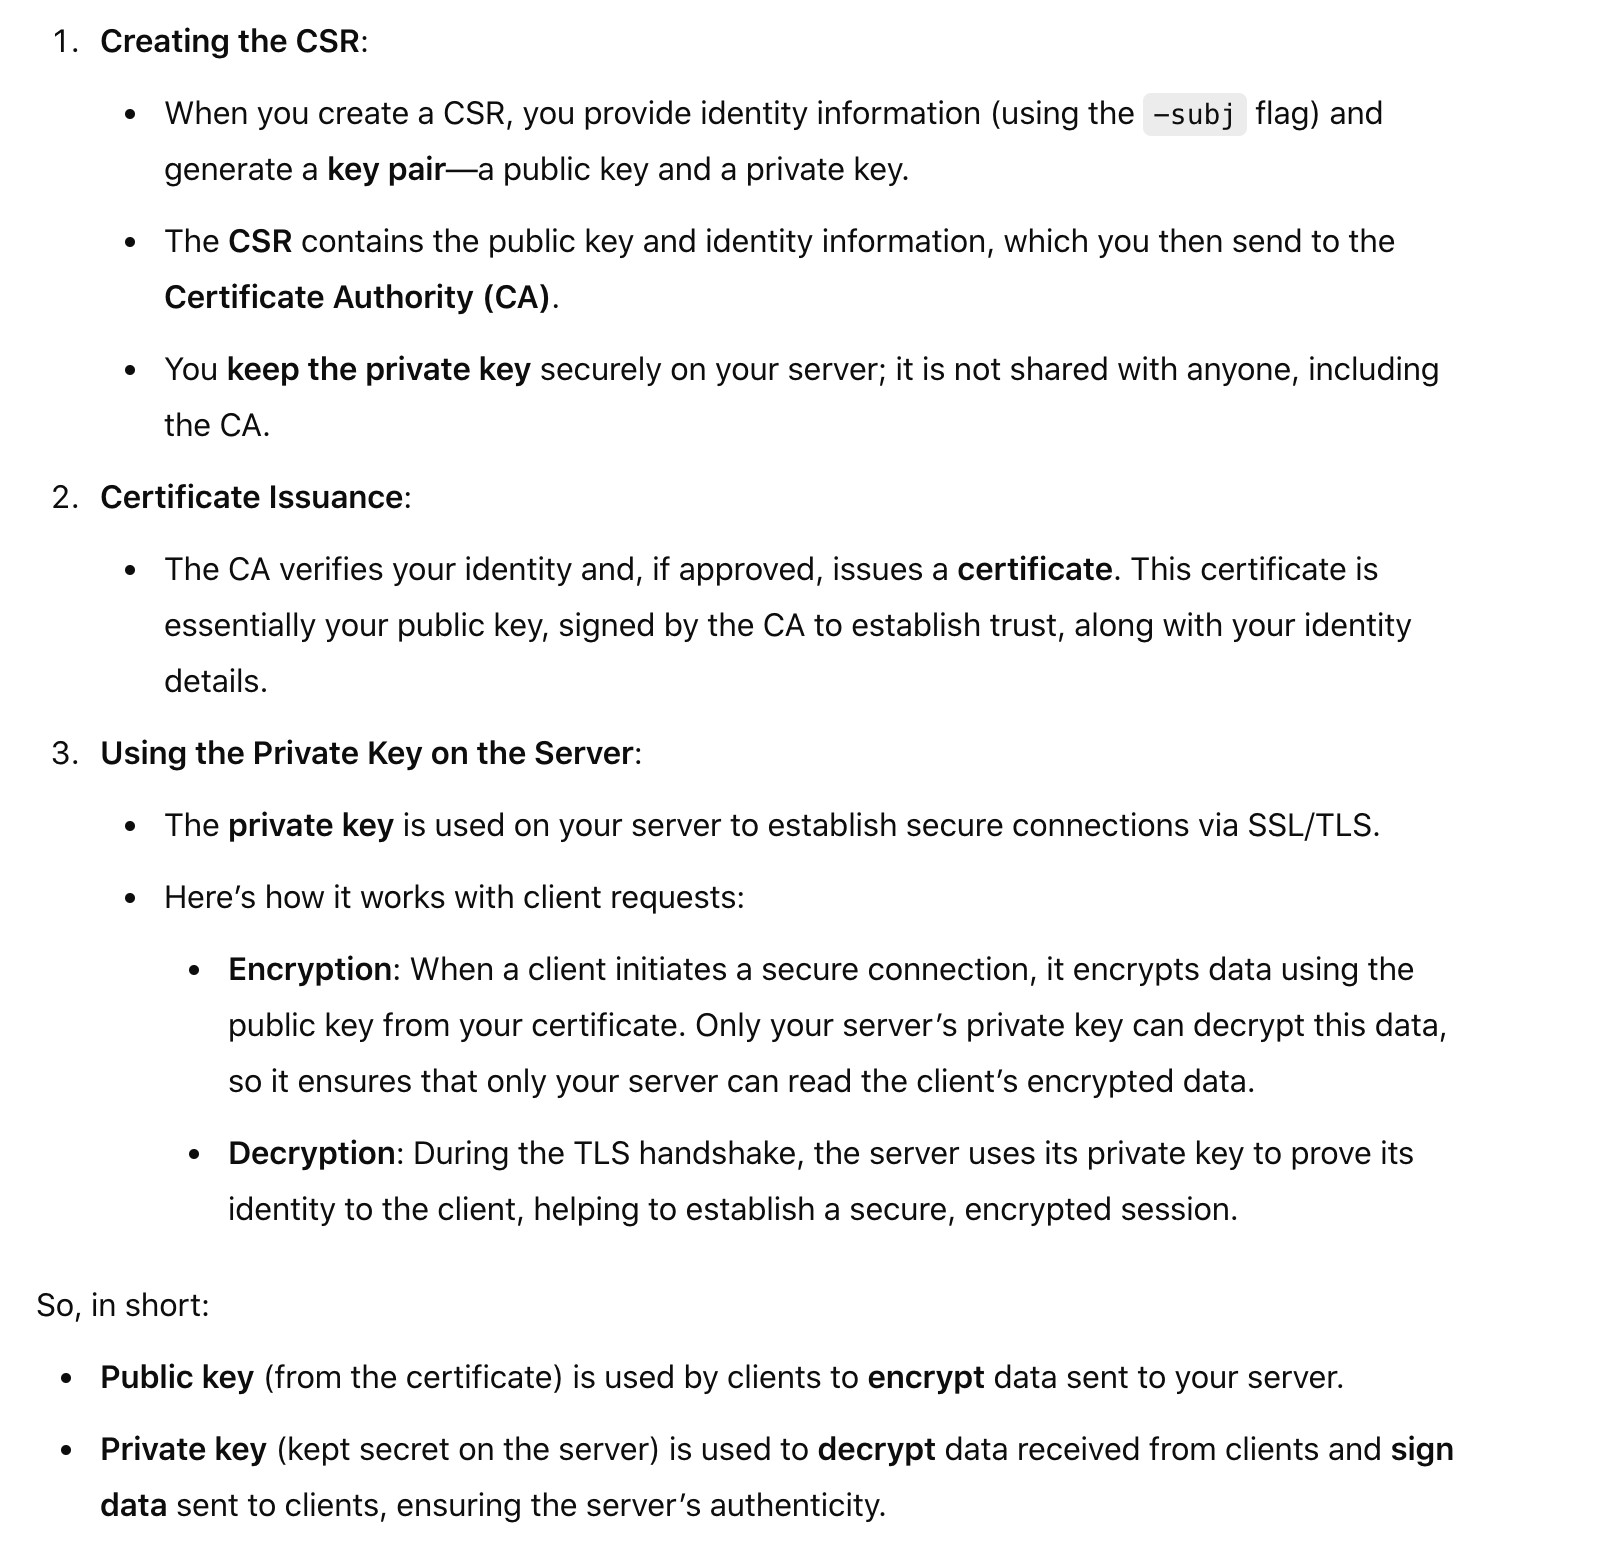 1. Creating the CSR:
• When you create a CSR, you provide identity information (using the -subj flag) and
generate a key pair—a public key and a private key.
• The CSR contains the public key and identity information, which you then send to the
Certificate Authority (CA).
• You keep the private key securely on your server; it is not shared with anyone, including
the CA.
2. Certificate Issuance:
• The CA verifies your identity and, if approved, issues a certificate. This certificate is
essentially your public key, signed by the CA to establish trust, along with your identity
details.
3. Using the Private Key on the Server:
• The private key is used on your server to establish secure connections via SSL/TLS.
• Here’s how it works with client requests:
• Encryption: When a client initiates a secure connection, it encrypts data using the
public key from your certificate. Only your server’s private key can decrypt this data,
so it ensures that only your server can read the client’s encrypted data.
• Decryption: During the TLS handshake, the server uses its private key to prove its
identity to the client, helping to establish a secure, encrypted session.
So, in short:
• Public key (from the certificate) is used by clients to encrypt data sent to your server.
• Private key (kept secret on the server) is used to decrypt data received from clients and sign
data sent to clients, ensuring the server’s authenticity.